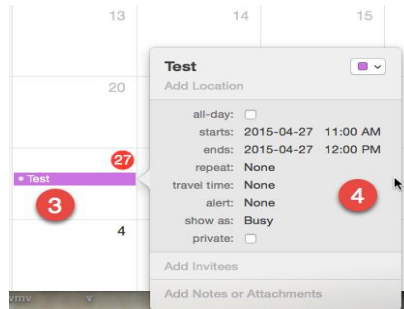 13 14 15
Test
Add Location
20
all-day:
starts: 2015-04-27 11:00 AM
ends: 2015-04-27 12:00 PM
27
repeat: None
• Test
travel time: None
3
alert: None
4
show as: Busy
4
private:
Add Invitees
Add Notes or Attachments
wmv v